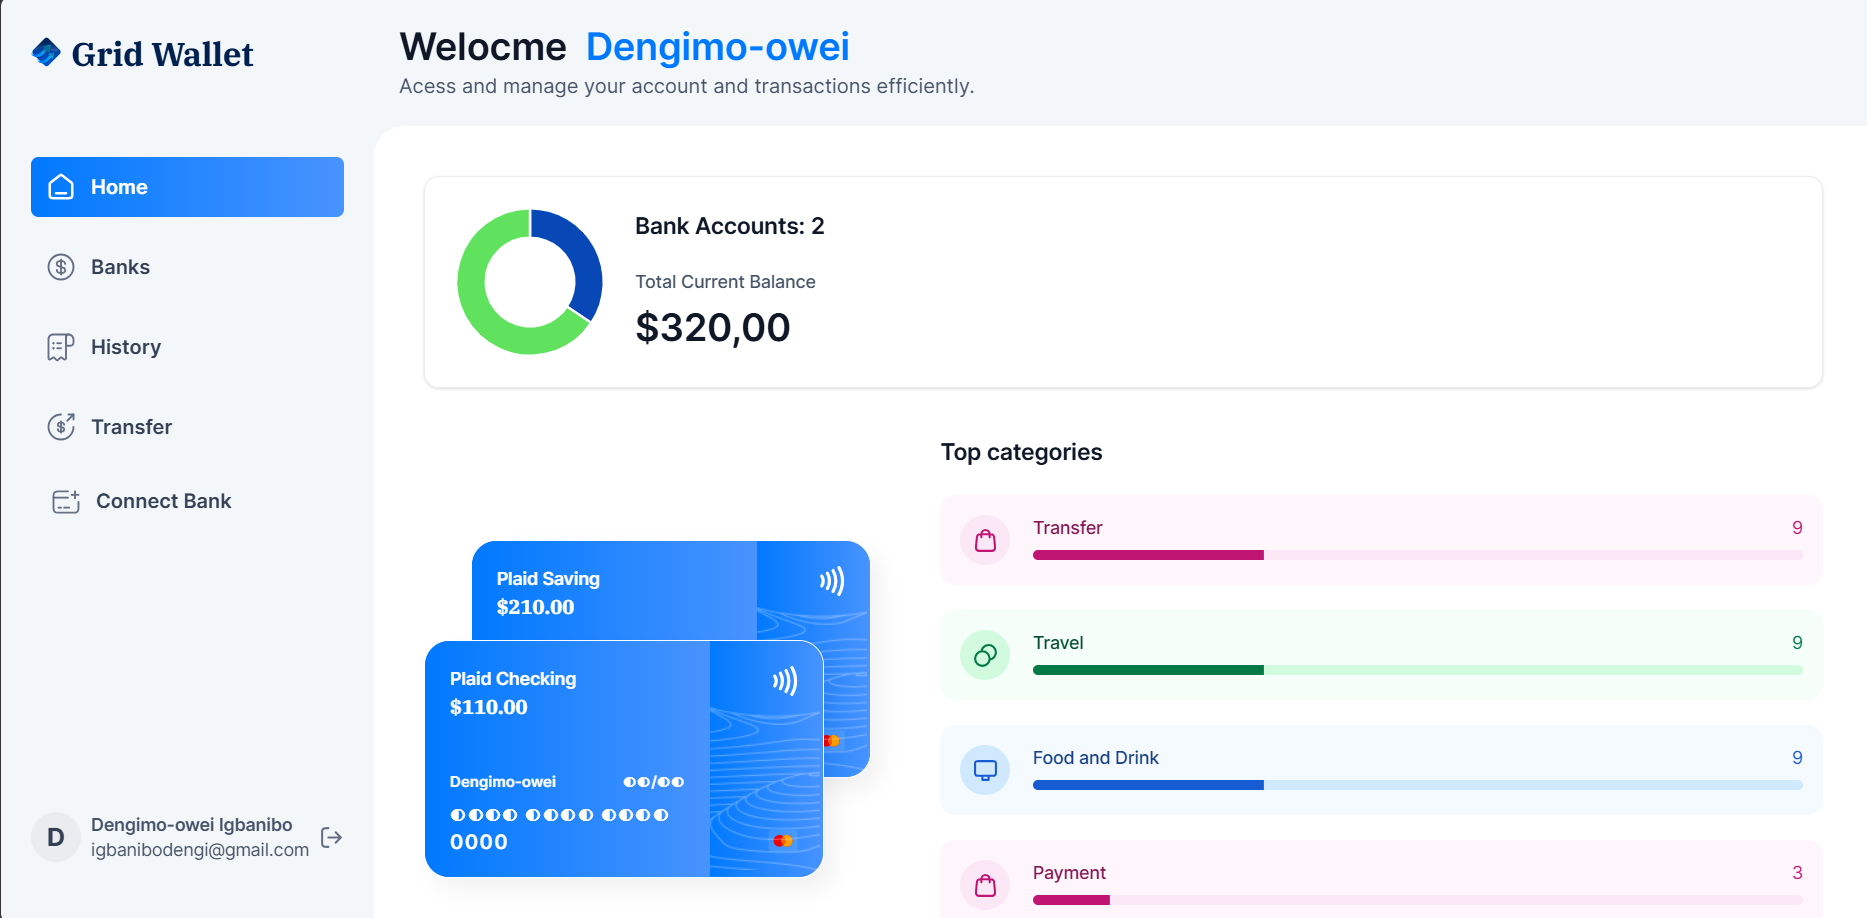 Grid Wallet
Welocme Dengimo-owei
Acess and manage your account and transactions efficiently.
Home
Banks
History
Transfer
Connect Bank
Dengimo-owei Igbanibo
igbanibodengi@gmail.com
D
Bank Accounts: 2
Total Current Balance
$320,00
Plaid Saving
$210.00
Plaid Checking
$110.00
Dengimo-owei ◐◐/◐◐
◐◐◐◐ ◐◐◐◐ ◐◐◐◐
0000
Top categories
Transfer 9
Travel 9
Food and Drink 9
Payment 3